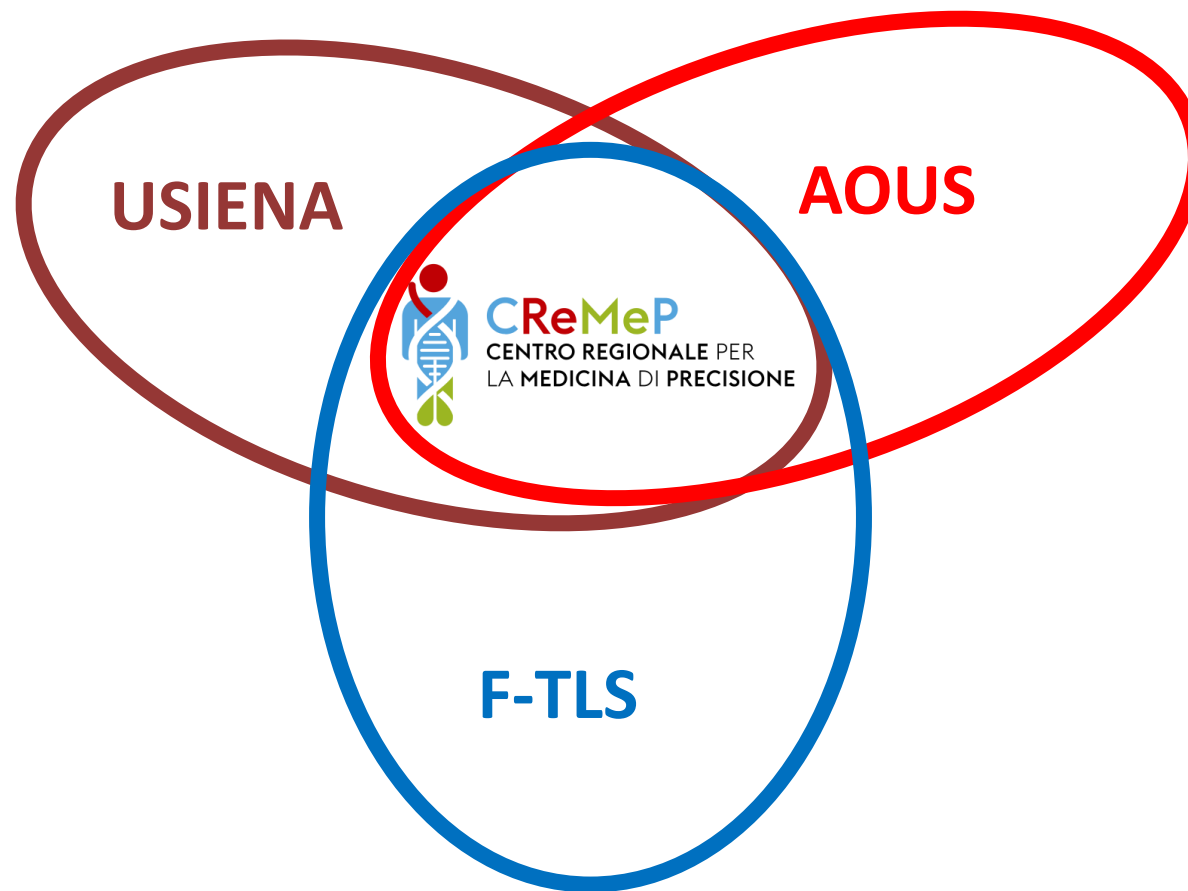 USIENA
AOUS
CReMeP
CENTRO REGIONALE PER
LA MEDICINA DI PRECISIONE
F-TLS